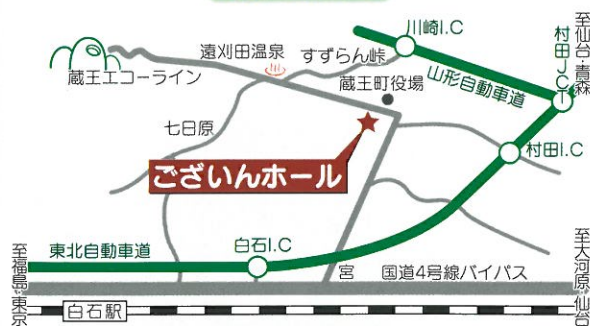 川崎I.C
至仙台・青森
村田JCT
遠刈田温泉
すずらん峠
蔵王エコーライン
蔵王町役場
山形自動車道
七日原
ございんホール
村田I.C
東北自動車道
白石I.C
至福島・東京
宮
国道4号線バイパス
至大河原・仙台
白石駅